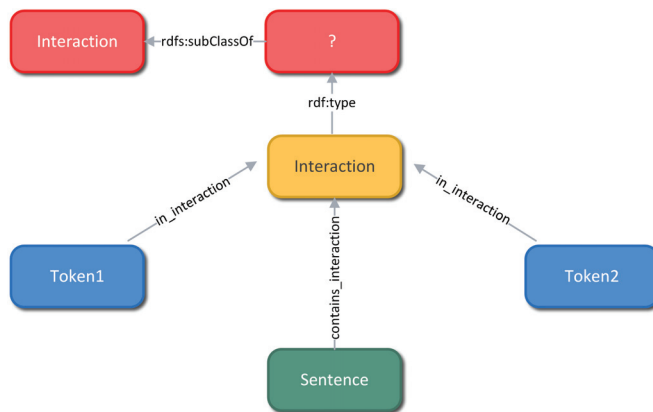 Interaction
rdfs:subClassOf
?
rdf:type
Interaction
in_interaction
in_interaction
Token1
contains_interaction
Token2
Sentence